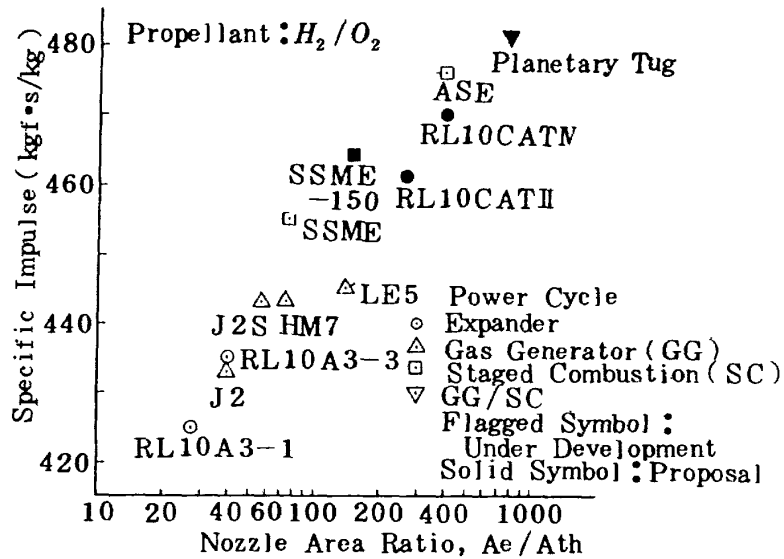 480
Propellant : H₂/O₂
Planetary Tug
ASE
RL10CATⅣ
SSME
-150
RL10CATⅡ
460
SSME
Specific Impulse (kgf•s/kg)
LE5
J2S HM7
440
RL10A3-3
J2
RL10A3-1
420
Power Cycle
⊙ Expander
Gas Generator (GG)
Staged Combustion (SC)
GG/SC
Flagged Symbol :
Under Development
Solid Symbol : Proposal
10 20 40 60 100 200 400 1000
Nozzle Area Ratio, Ae/Ath